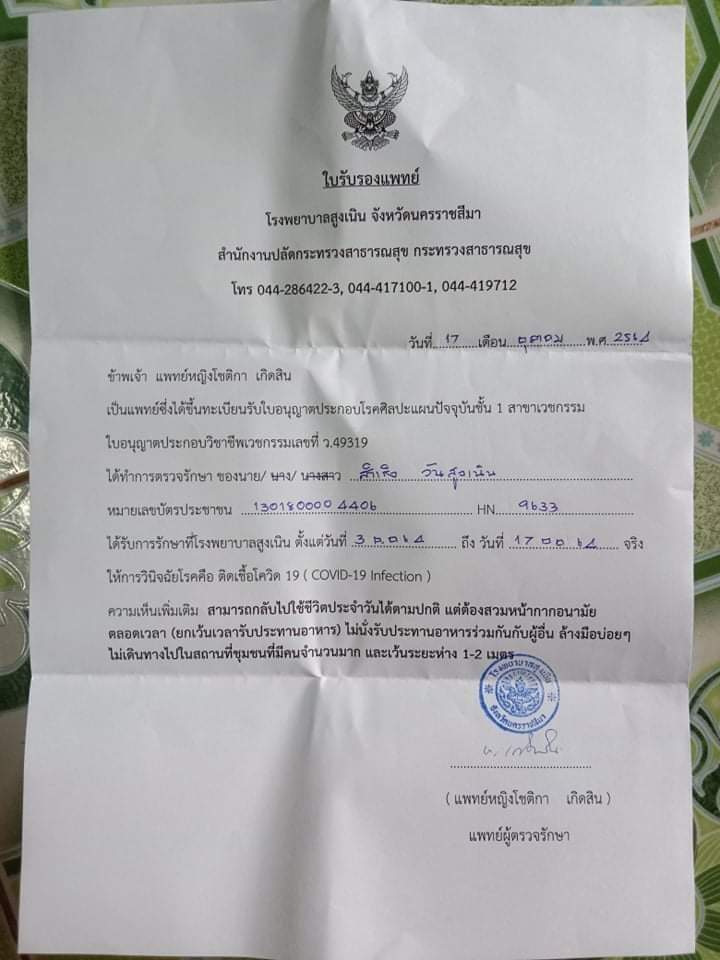 ใบรับรองแพทย์
โรงพยาบาลสูงเนิน จังหวัดนครราชสีมา
สำนักงานปลัดกระทรวงสาธารณสุข กระทรวงสาธารณสุข
โทร 044-286422-3, 044-417100-1, 044-419712
วันที่ 17 เดือน ตุลาคม พ.ศ. 2564
ข้าพเจ้า แพทย์หญิงโชติกา เกิดสิน
เป็นแพทย์ซึ่งได้ขึ้นทะเบียนรับใบอนุญาตประกอบโรคศิลปะแผนปัจจุบันชั้น 1 สาขาเวชกรรม
ใบอนุญาตประกอบวิชาชีพเวชกรรมเลขที่ ว.49319
ได้ทำการตรวจรักษา ของนาย/ นาง/ นางสาว สำเริง วันสูงเนิน
หมายเลขบัตรประชาชน 130180000 4406 HN 9633
ได้รับการรักษาที่โรงพยาบาลสูงเนิน ตั้งแต่วันที่ 3 ต.ค 64 ถึง วันที่ 17 ตค 64 จริง
ให้การวินิจฉัยโรคคือ ติดเชื้อโควิด 19 ( COVID-19 Infection )
ความเห็นเพิ่มเติม สามารถกลับไปใช้ชีวิตประจำวันได้ตามปกติ แต่ต้องสวมหน้ากากอนามัย
ตลอดเวลา (ยกเว้นเวลารับประทานอาหาร) ไม่นั่งรับประทานอาหารร่วมกันกับผู้อื่น ล้างมือบ่อยๆ
ไม่เดินทางไปในสถานที่ชุมชนที่มีคนจำนวนมาก และเว้นระยะห่าง 1-2 เมตร
โรงพยาบาลสูงเนิน
จังหวัดนครราชสีมา
( แพทย์หญิงโชติกา เกิดสิน )
แพทย์ผู้ตรวจรักษา